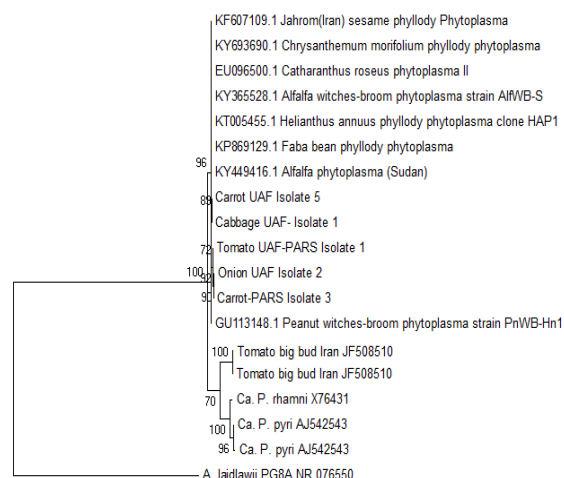 KF607109.1 Jahrom(Iran) sesame phyllody Phytoplasma
KY693690.1 Chrysanthemum morifolium phyllody phytoplasma
EU096500.1 Catharanthus roseus phytoplasma II
KY365528.1 Alfalfa witches-broom phytoplasma strain AlfWB-S
KT005455.1 Helianthus annuus phyllody phytoplasma clone HAP1
KP869129.1 Faba bean phyllody phytoplasma
96
KY449416.1 Alfalfa phytoplasma (Sudan)
89
Carrot UAF Isolate 5
Cabbage UAF- Isolate 1
72
Tomato UAF-PARS Isolate 1
100
92
Onion UAF Isolate 2
90
Carrot-PARS Isolate 3
GU113148.1 Peanut witches-broom phytoplasma strain PnWB-Hn1
100
Tomato big bud Iran JF508510
Tomato big bud Iran JF508510
70
Ca. P. rhamni X76431
100
Ca. P. pyri AJ542543
96
Ca. P. pyri AJ542543
A. laidlawii PG8A NR 076550